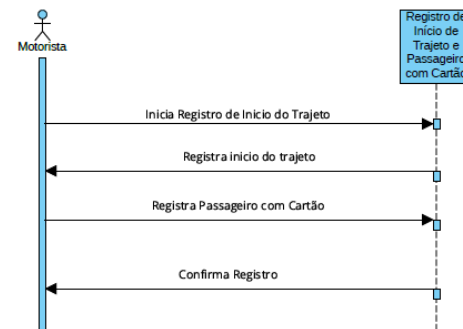 Registro de
Início de
Trajeto e
Passageiro
com Cartão
Motorista
Inicia Registro de Inicio do Trajeto
Registra inicio do trajeto
Registra Passageiro com Cartão
Confirma Registro